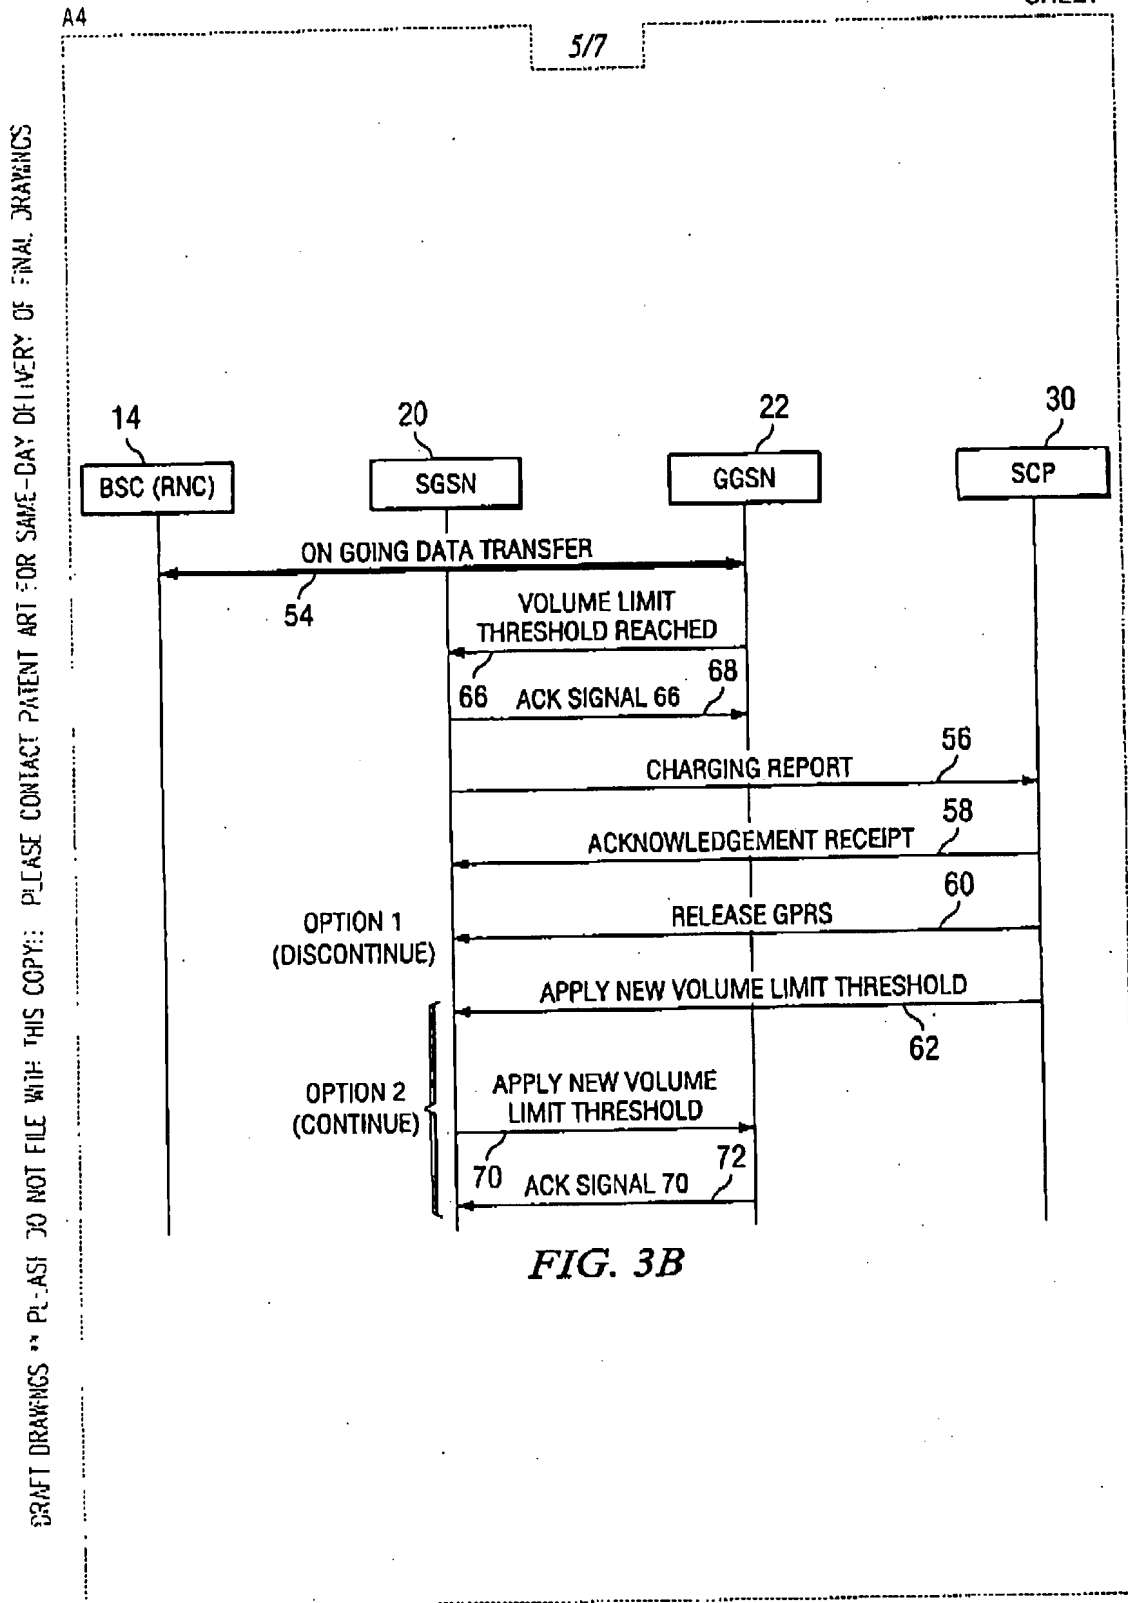 A4
5/7
DRAFT DRAWINGS ** PLEASE DO NOT FILE WITH THIS COPY!! PLEASE CONTACT PATENT ART FOR SAME-DAY DELIVERY OF FINAL DRAWINGS
14
20
22
30
BSC (RNC)
SGSN
GGSN
SCP
ON GOING DATA TRANSFER
54
VOLUME LIMIT
THRESHOLD REACHED
66
ACK SIGNAL 66
68
CHARGING REPORT
56
ACKNOWLEDGEMENT RECEIPT
58
OPTION 1
(DISCONTINUE)
RELEASE GPRS
60
APPLY NEW VOLUME LIMIT THRESHOLD
62
OPTION 2
(CONTINUE)
APPLY NEW VOLUME
LIMIT THRESHOLD
70
ACK SIGNAL 70
72
FIG. 3B